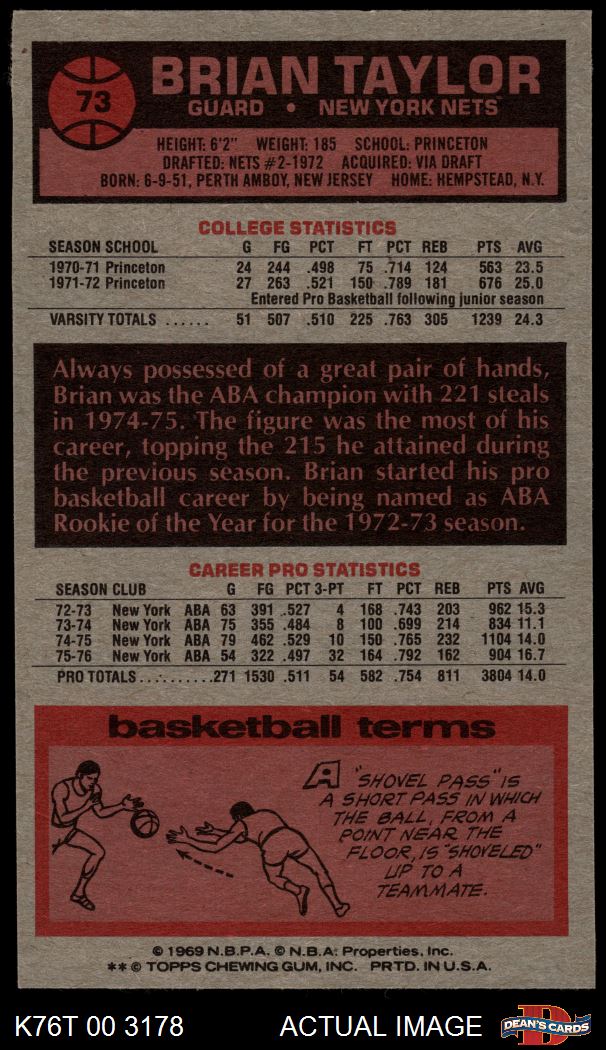 73
BRIAN TAYLOR
GUARD • NEW YORK NETS
HEIGHT: 6'2" WEIGHT: 185 SCHOOL: PRINCETON
DRAFTED: NETS #2-1972 ACQUIRED: VIA DRAFT
BORN: 6-9-51, PERTH AMBOY, NEW JERSEY HOME: HEMPSTEAD, N.Y.
COLLEGE STATISTICS
SEASON SCHOOL G FG PCT FT PCT REB PTS AVG
1970-71 Princeton 24 244 .498 75 .714 124 563 23.5
1971-72 Princeton 27 263 .521 150 .789 181 676 25.0
Entered Pro Basketball following junior season
VARSITY TOTALS ...... 51 507 .510 225 .763 305 1239 24.3
Always possessed of a great pair of hands,
Brian was the ABA champion with 221 steals
in 1974-75. The figure was the most of his
career, topping the 215 he attained during
the previous season. Brian started his pro
basketball career by being named as ABA
Rookie of the Year for the 1972-73 season.
CAREER PRO STATISTICS
SEASON CLUB G FG PCT 3-PT FT PCT REB PTS AVG
72-73 New York ABA 63 391 .527 4 168 .743 203 962 15.3
73-74 New York ABA 75 355 .484 8 100 .699 214 834 11.1
74-75 New York ABA 79 462 .529 10 150 .765 232 1104 14.0
75-76 New York ABA 54 322 .497 32 164 .792 162 904 16.7
PRO TOTALS..........271 1530 .511 54 582 .754 811 3804 14.0
basketball terms
A "SHOVEL PASS" IS
A SHORT PASS IN WHICH
THE BALL, FROM A
POINT NEAR THE
FLOOR, IS "SHOVELED"
UP TO A
TEAMMATE.
© 1969 N.B.P.A. © N.B.A. Properties, Inc.
** © TOPPS CHEWING GUM, INC. PRTD. IN U.S.A.
K76T 00 3178 ACTUAL IMAGE D DEAN'S CARDS